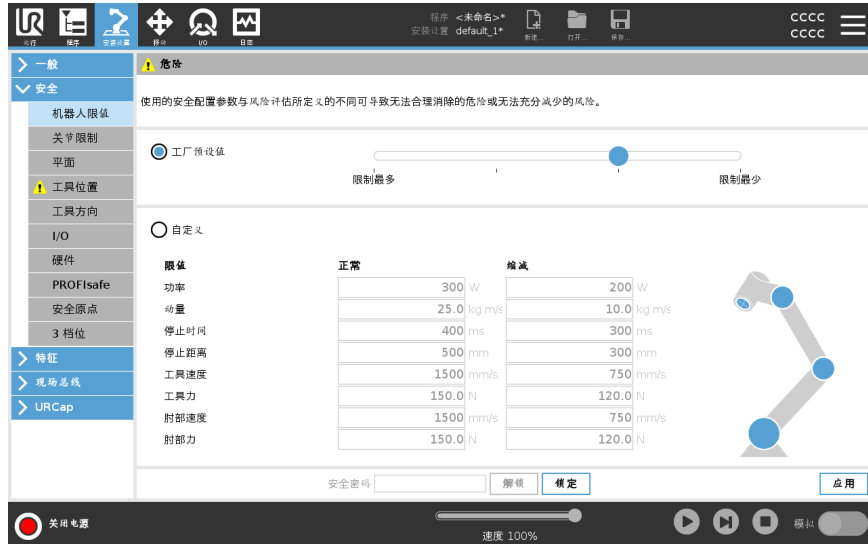 UR
运行
程序
安装设置
移动
I/O
日志
程序 <未命名>*
安装设置 default_1*
新建...
打开...
保存...
CCCC
CCCC
一般
安全
机器人限值
关节限制
平面
工具位置
工具方向
I/O
硬件
PROFIsafe
安全原点
3 档位
特征
现场总线
URCap
危险
使用的安全配置参数与风险评估所定义的不同可导致无法合理消除的危险或无法充分减少的风险。
工厂预设值
限制最多 限制最少
自定义
限值 正常 缩减
功率 300 W 200 W
动量 25.0 kg m/s 10.0 kg m/s
停止时间 400 ms 300 ms
停止距离 500 mm 300 mm
工具速度 1500 mm/s 750 mm/s
工具力 150.0 N 120.0 N
肘部速度 1500 mm/s 750 mm/s
肘部力 150.0 N 120.0 N
安全密码 解锁 锁定 应用
关闭电源
速度 100%
模拟